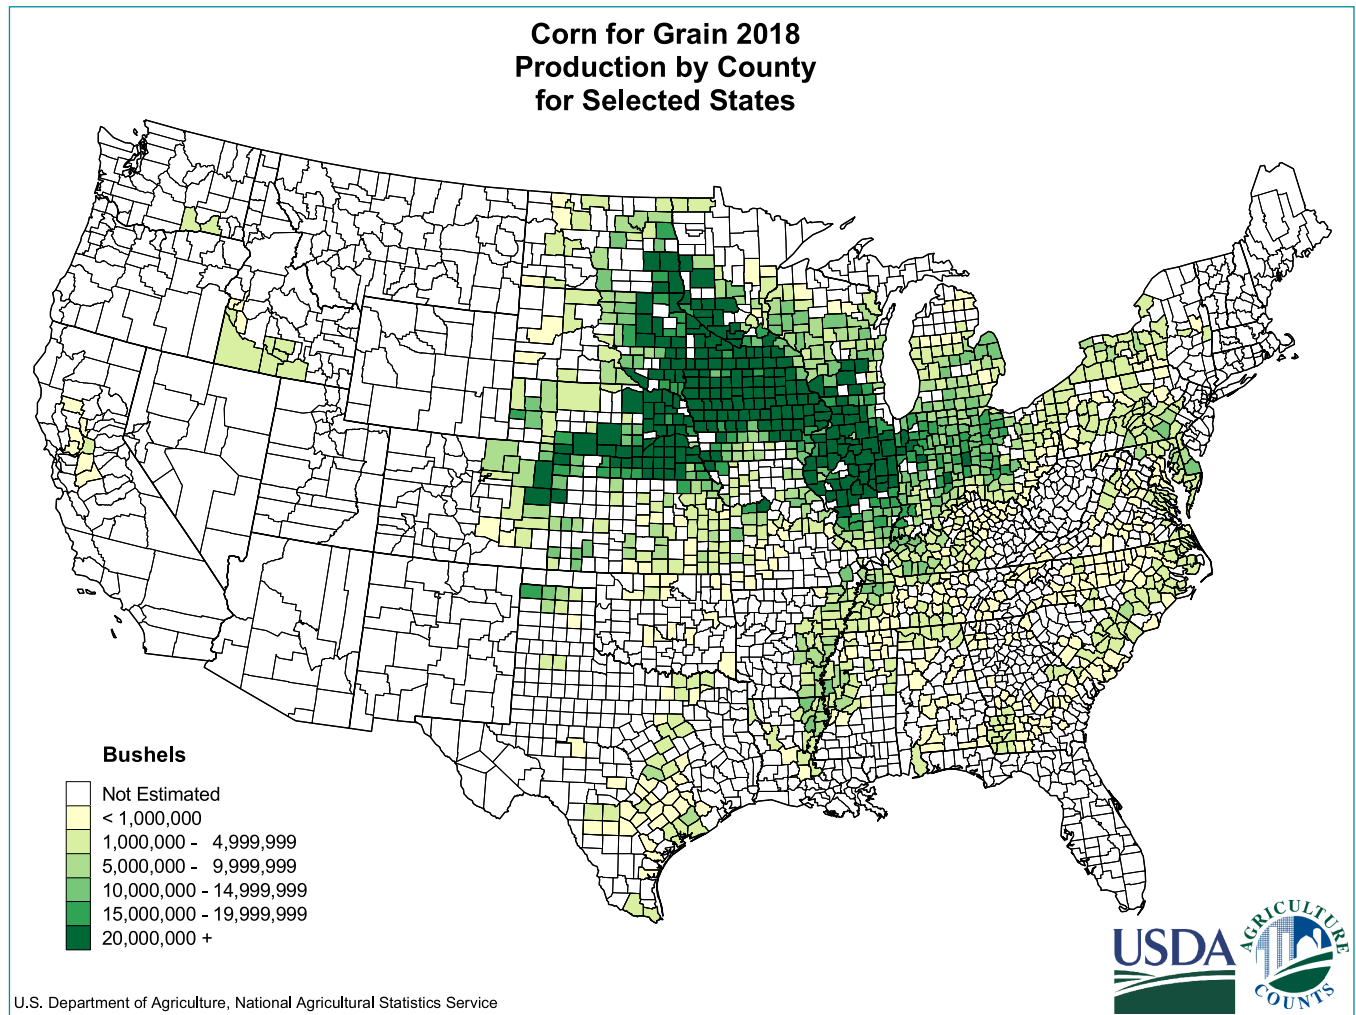 Corn for Grain 2018
Production by County
for Selected States
Bushels
Not Estimated
< 1,000,000
1,000,000 - 4,999,999
5,000,000 - 9,999,999
10,000,000 - 14,999,999
15,000,000 - 19,999,999
20,000,000 +
U.S. Department of Agriculture, National Agricultural Statistics Service
USDA
AGRICULTURE
COUNTS